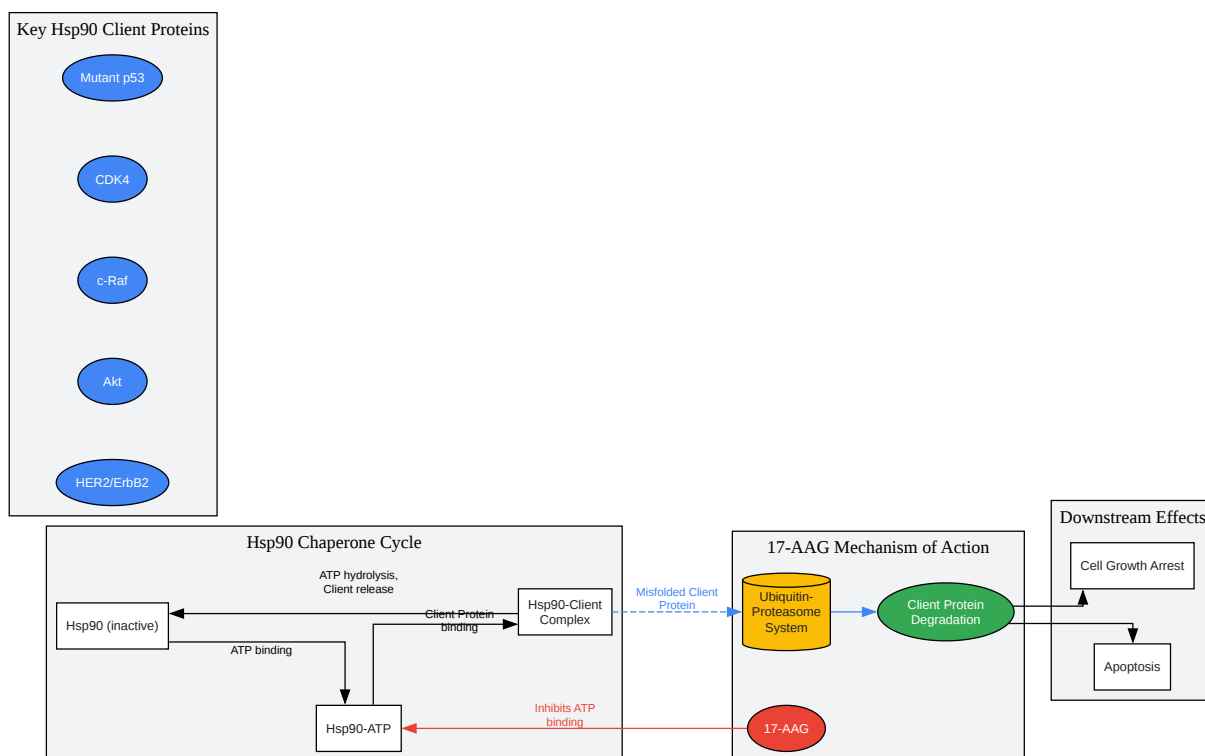 Key Hsp90 Client Proteins
Mutant p53
CDK4
c-Raf
Akt
HER2/ErbB2
Hsp90 Chaperone Cycle
ATP hydrolysis,
Client release
Hsp90 (inactive)
ATP binding
Client Protein
binding
Hsp90-Client
Complex
Hsp90-ATP
Misfolded Client
Protein
Inhibits ATP
binding
17-AAG Mechanism of Action
Ubiquitin-
Proteasome
System
Client Protein
Degradation
17-AAG
Downstream Effects
Cell Growth Arrest
Apoptosis